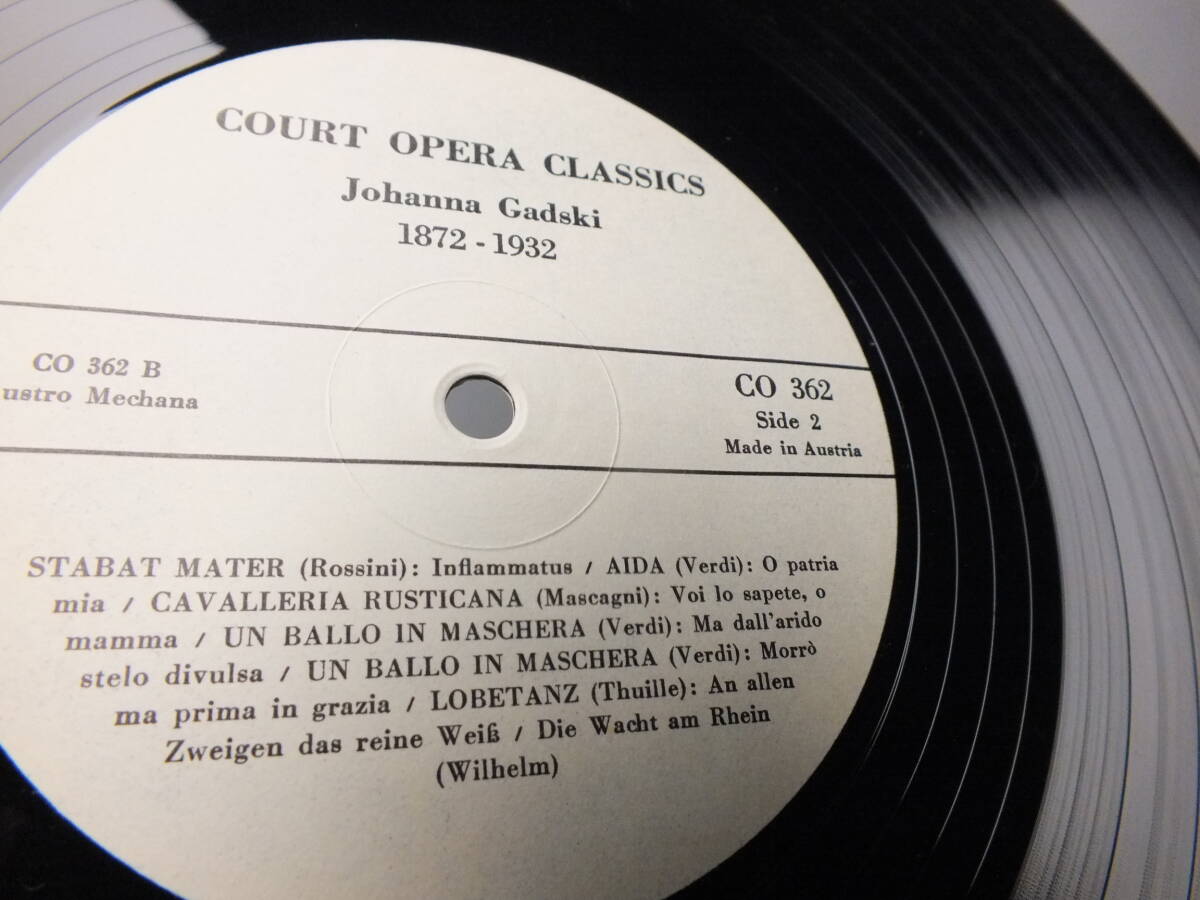 COURT OPERA CLASSICS
Johanna Gadski
1872 - 1932
CO 362 B
ustro Mechana
CO 362
Side 2
Made in Austria
STABAT MATER (Rossini): Inflammatus / AIDA (Verdi): O patria
mia / CAVALLERIA RUSTICANA (Mascagni): Voi lo sapete, o
mamma / UN BALLO IN MASCHERA (Verdi): Ma dall'arido
stelo divulsa / UN BALLO IN MASCHERA (Verdi): Morrò
ma prima in grazia / LOBETANZ (Thuille): An allen
Zweigen das reine Weiß / Die Wacht am Rhein
(Wilhelm)